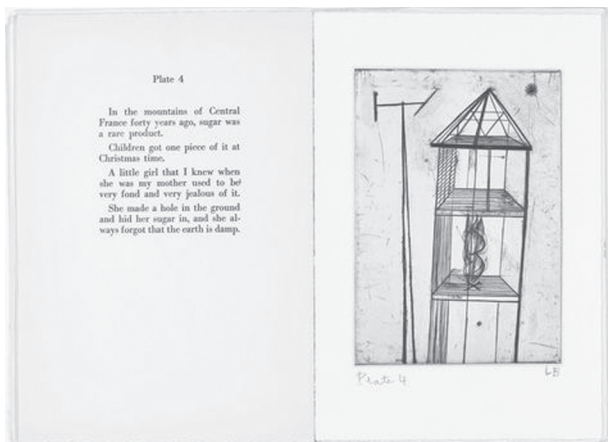 Plate 4
In the mountains of Central
France forty years ago, sugar was
a rare product.
Children got one piece of it at
Christmas time.
A little girl that I knew when
she was my mother used to be
very fond and very jealous of it.
She made a hole in the ground
and hid her sugar in, and she al-
ways forgot that the earth is damp.
Plate 4
LB